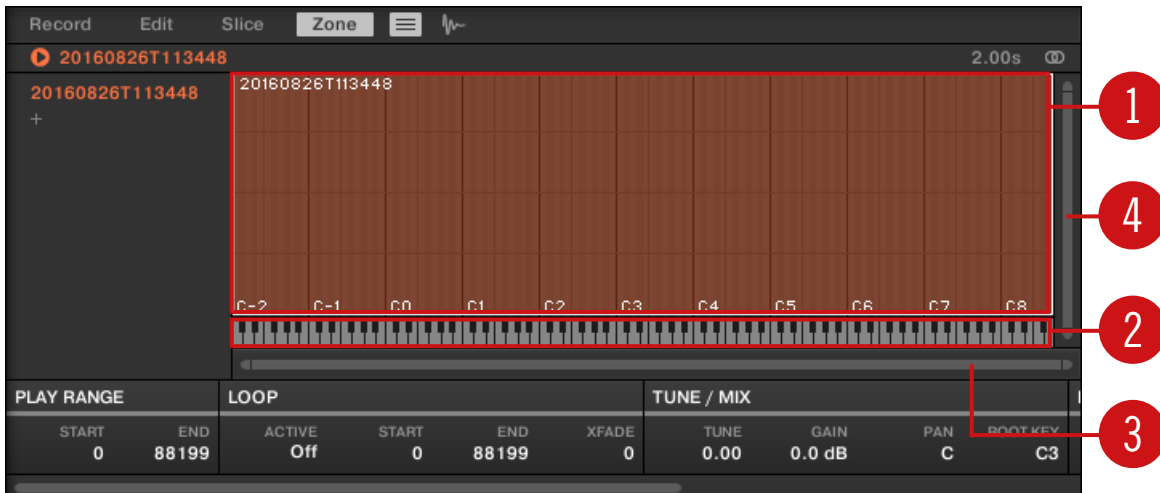 Record Edit Slice Zone
20160826T113448 2.00s
20160826T113448
+
20160826T113448
1
4
C-2 C-1 C0 C1 C2 C3 C4 C5 C6 C7 C8
2
PLAY RANGE LOOP TUNE / MIX
START END ACTIVE START END XFADE TUNE GAIN PAN ROOT KEY
0 88199 Off 0 88199 0 0.00 0.0 dB C C3
3